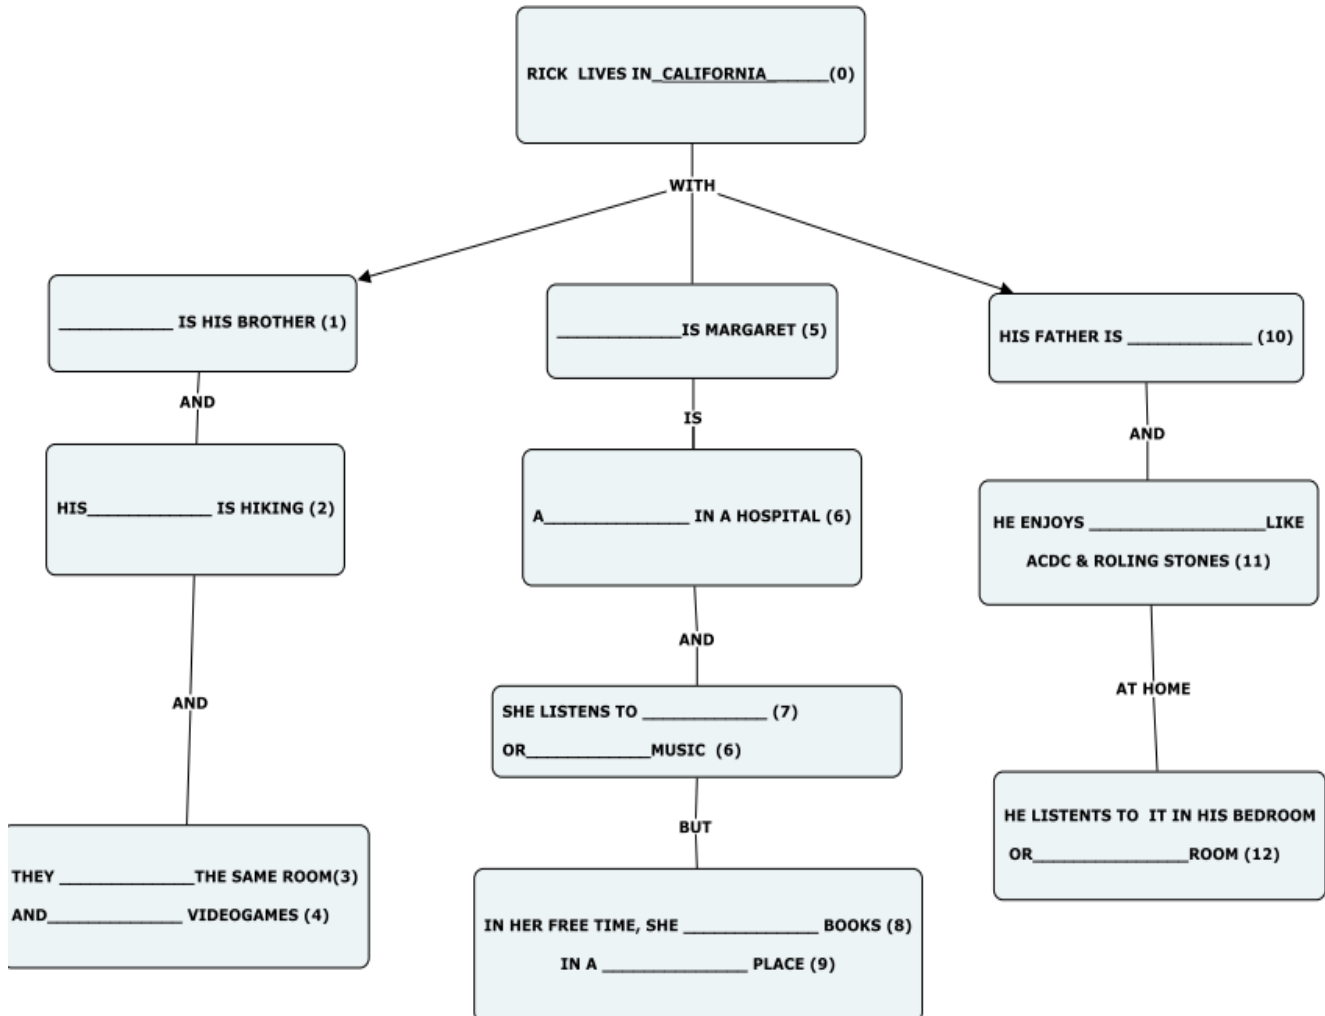 RICK LIVES IN_CALIFORNIA_______(0)
WITH
____________ IS HIS BROTHER (1)
AND
HIS_____________ IS HIKING (2)
AND
THEY ______________THE SAME ROOM(3)
AND______________ VIDEOGAMES (4)
_____________IS MARGARET (5)
IS
A_______________ IN A HOSPITAL (6)
AND
SHE LISTENS TO _____________ (7)
OR_____________MUSIC (6)
BUT
IN HER FREE TIME, SHE ______________ BOOKS (8)
IN A _______________ PLACE (9)
HIS FATHER IS _____________ (10)
AND
HE ENJOYS __________________LIKE
ACDC & ROLING STONES (11)
AT HOME
HE LISTENTS TO IT IN HIS BEDROOM
OR________________ROOM (12)